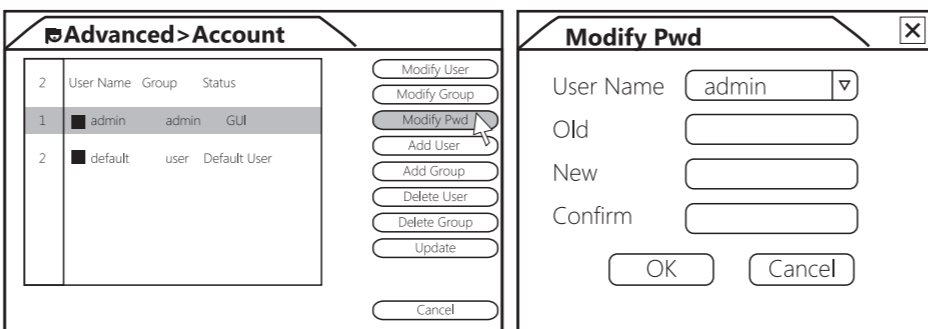 Advanced>Account
2 User Name Group Status
1 admin admin GUI
2 default user Default User
Modify User
Modify Group
Modify Pwd
Add User
Add Group
Delete User
Delete Group
Update
Cancel
Modify Pwd
User Name admin
Old
New
Confirm
OK Cancel